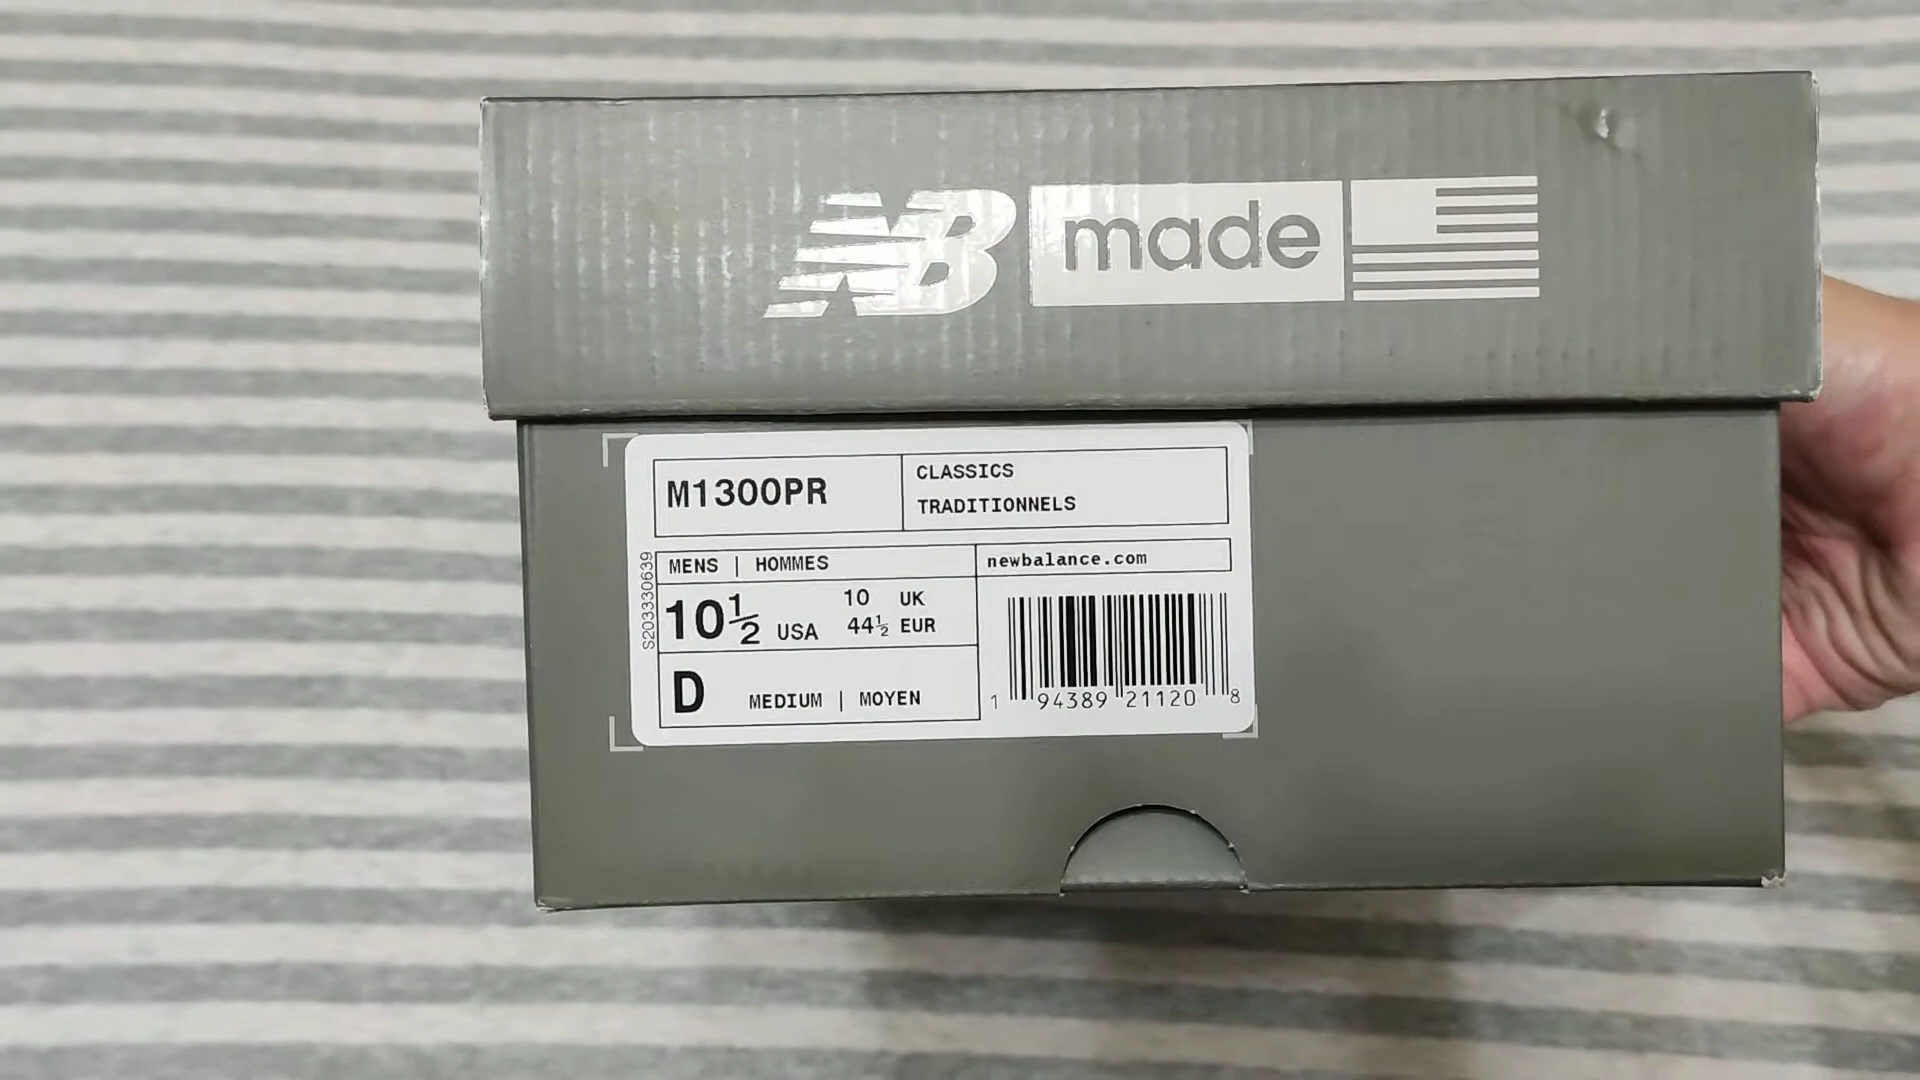 NB made
M1300PR
CLASSICS
TRADITIONNELS
S203330639
MENS | HOMMES
newbalance.com
10½ USA
10 UK
44½ EUR
D MEDIUM | MOYEN
1 94389 21120 8